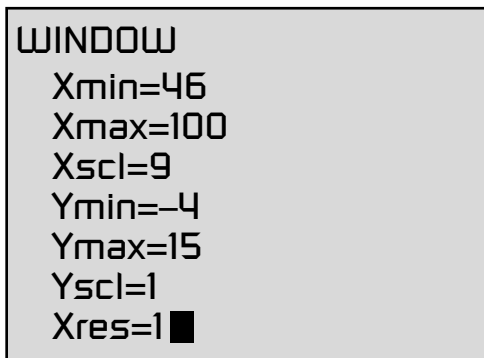 WINDOW
Xmin=46
Xmax=100
Xscl=9
Ymin=–4
Ymax=15
Yscl=1
Xres=1